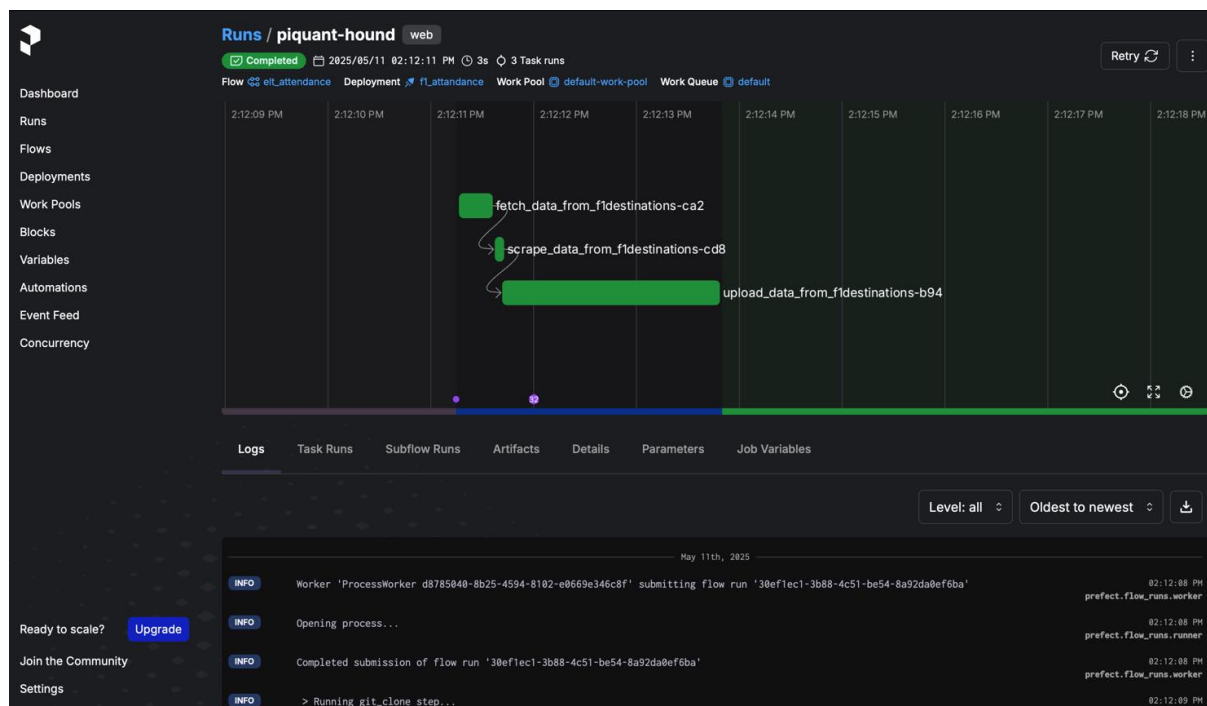 Runs / piquant-hound web
Completed 2025/05/11 02:12:11 PM 3s 3 Task runs
Retry
Flow elt_attendance Deployment f1_attandance Work Pool default-work-pool Work Queue default
Dashboard
Runs
Flows
Deployments
Work Pools
Blocks
Variables
Automations
Event Feed
Concurrency
2:12:09 PM 2:12:10 PM 2:12:11 PM 2:12:12 PM 2:12:13 PM 2:12:14 PM 2:12:15 PM 2:12:16 PM 2:12:17 PM 2:12:18 PM
fetch_data_from_f1destinations-ca2
scrape_data_from_f1destinations-cd8
upload_data_from_f1destinations-b94
32
Logs Task Runs Subflow Runs Artifacts Details Parameters Job Variables
Level: all Oldest to newest
May 11th, 2025
INFO Worker 'ProcessWorker d8785040-8b25-4594-8102-e0669e346c8f' submitting flow run '30ef1ec1-3b88-4c51-be54-8a92da0ef6ba' 02:12:08 PM
prefect.flow_runs.worker
INFO Opening process... 02:12:08 PM
prefect.flow_runs.runner
INFO Completed submission of flow run '30ef1ec1-3b88-4c51-be54-8a92da0ef6ba' 02:12:08 PM
prefect.flow_runs.worker
INFO > Running git_clone step... 02:12:09 PM
Ready to scale? Upgrade
Join the Community
Settings